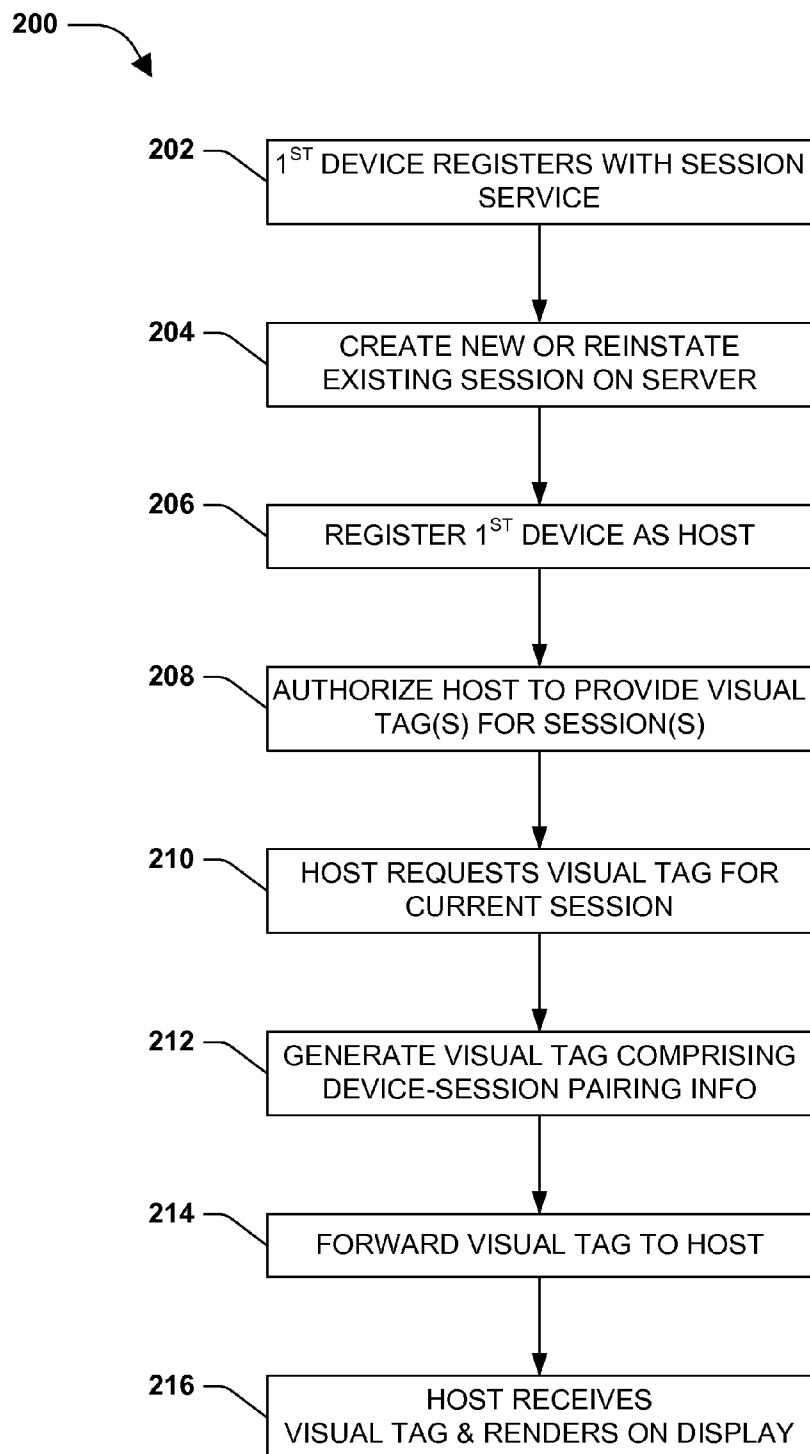 200
202
1ST DEVICE REGISTERS WITH SESSION
SERVICE
204
CREATE NEW OR REINSTATE
EXISTING SESSION ON SERVER
206
REGISTER 1ST DEVICE AS HOST
208
AUTHORIZE HOST TO PROVIDE VISUAL
TAG(S) FOR SESSION(S)
210
HOST REQUESTS VISUAL TAG FOR
CURRENT SESSION
212
GENERATE VISUAL TAG COMPRISING
DEVICE-SESSION PAIRING INFO
214
FORWARD VISUAL TAG TO HOST
216
HOST RECEIVES
VISUAL TAG & RENDERS ON DISPLAY